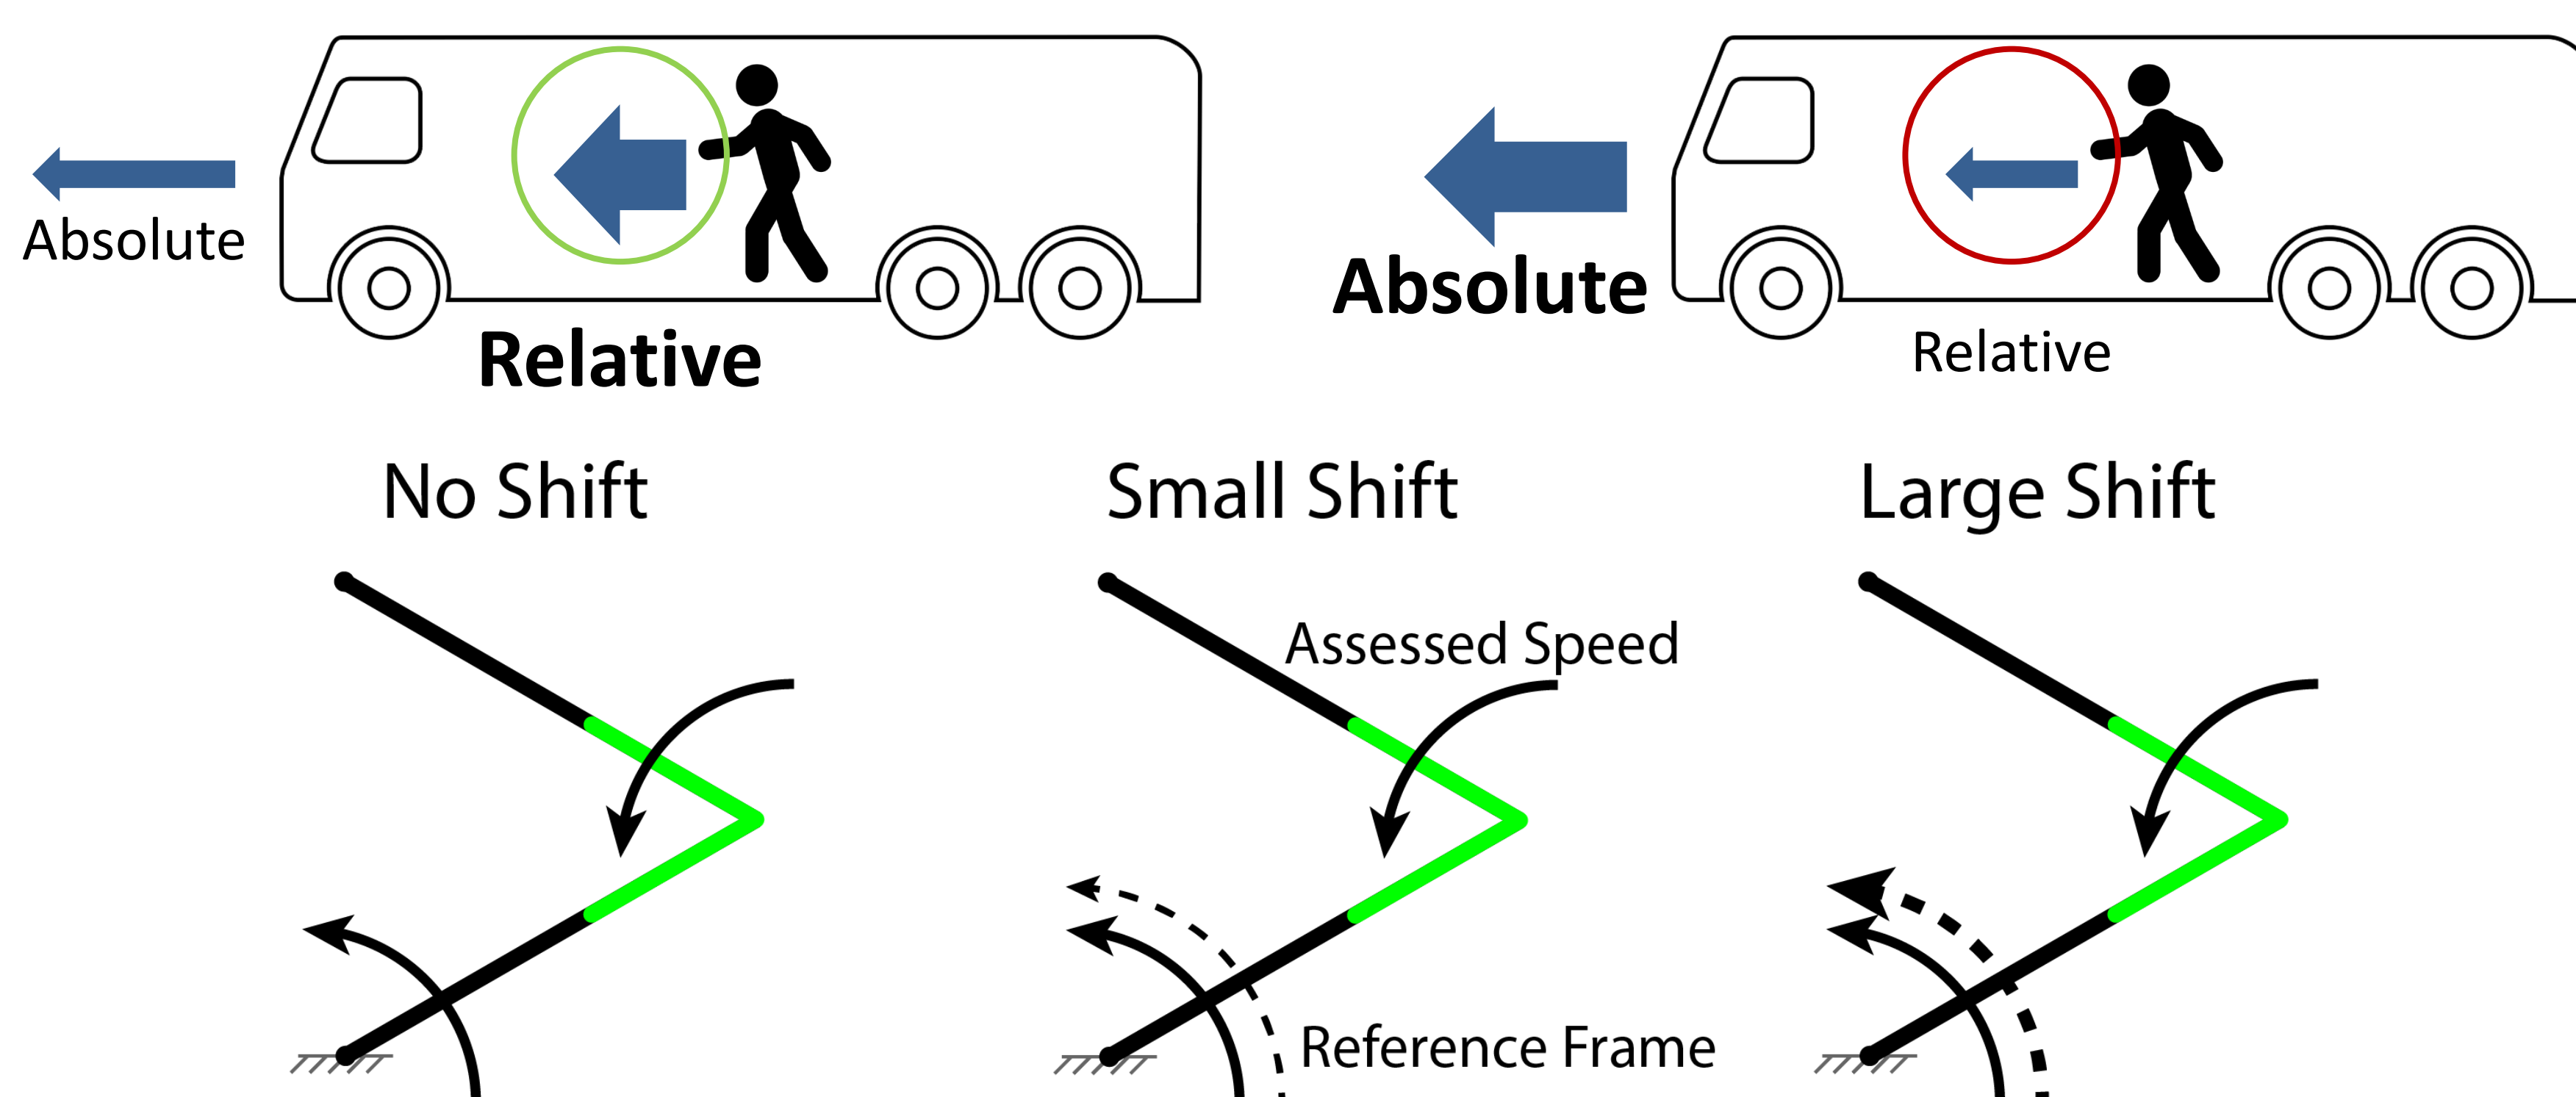 Absolute
Relative
Absolute
Relative
No Shift
Small Shift
Large Shift
Assessed Speed
Reference Frame